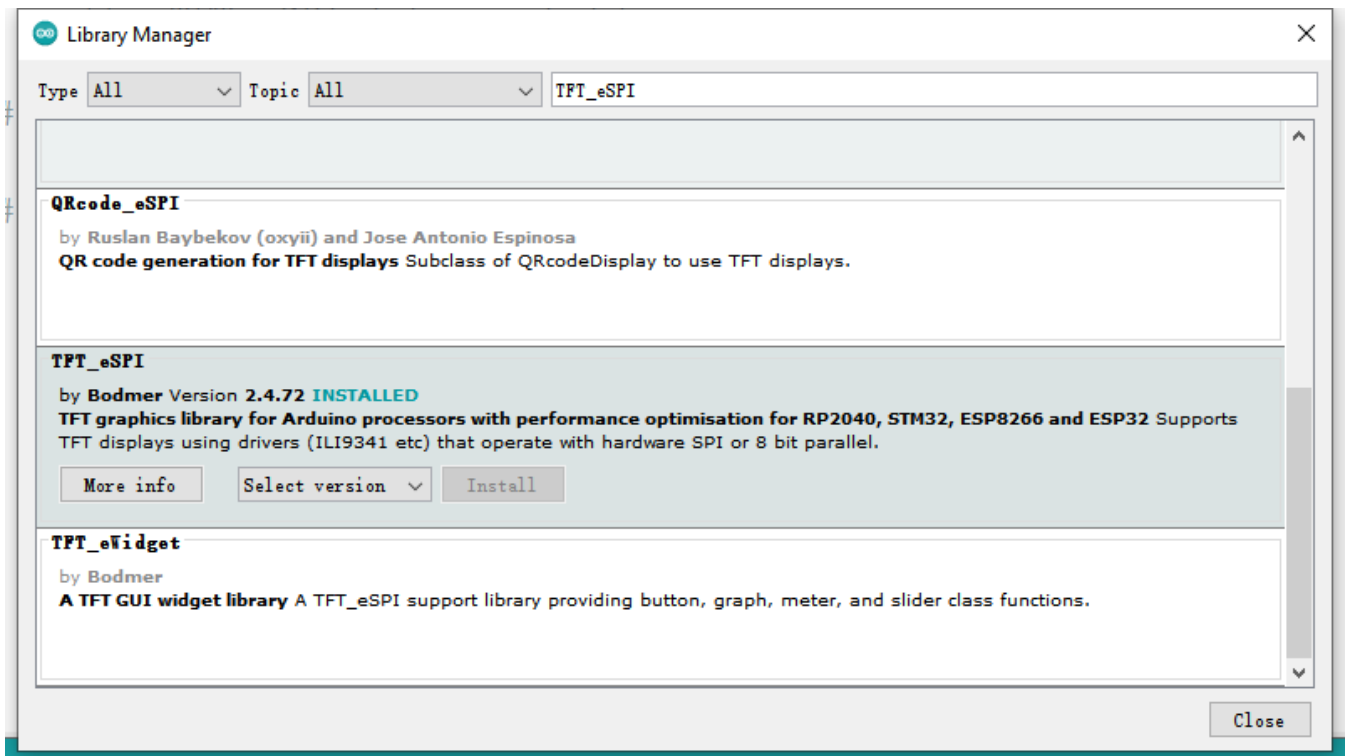 Library Manager
Type All Topic All TFT_eSPI
#
#
QRcode_eSPI
by Ruslan Baybekov (oxyii) and Jose Antonio Espinosa
QR code generation for TFT displays Subclass of QRcodeDisplay to use TFT displays.
TFT_eSPI
by Bodmer Version 2.4.72 INSTALLED
TFT graphics library for Arduino processors with performance optimisation for RP2040, STM32, ESP8266 and ESP32 Supports
TFT displays using drivers (ILI9341 etc) that operate with hardware SPI or 8 bit parallel.
More info Select version Install
TFT_eWidget
by Bodmer
A TFT GUI widget library A TFT_eSPI support library providing button, graph, meter, and slider class functions.
Close